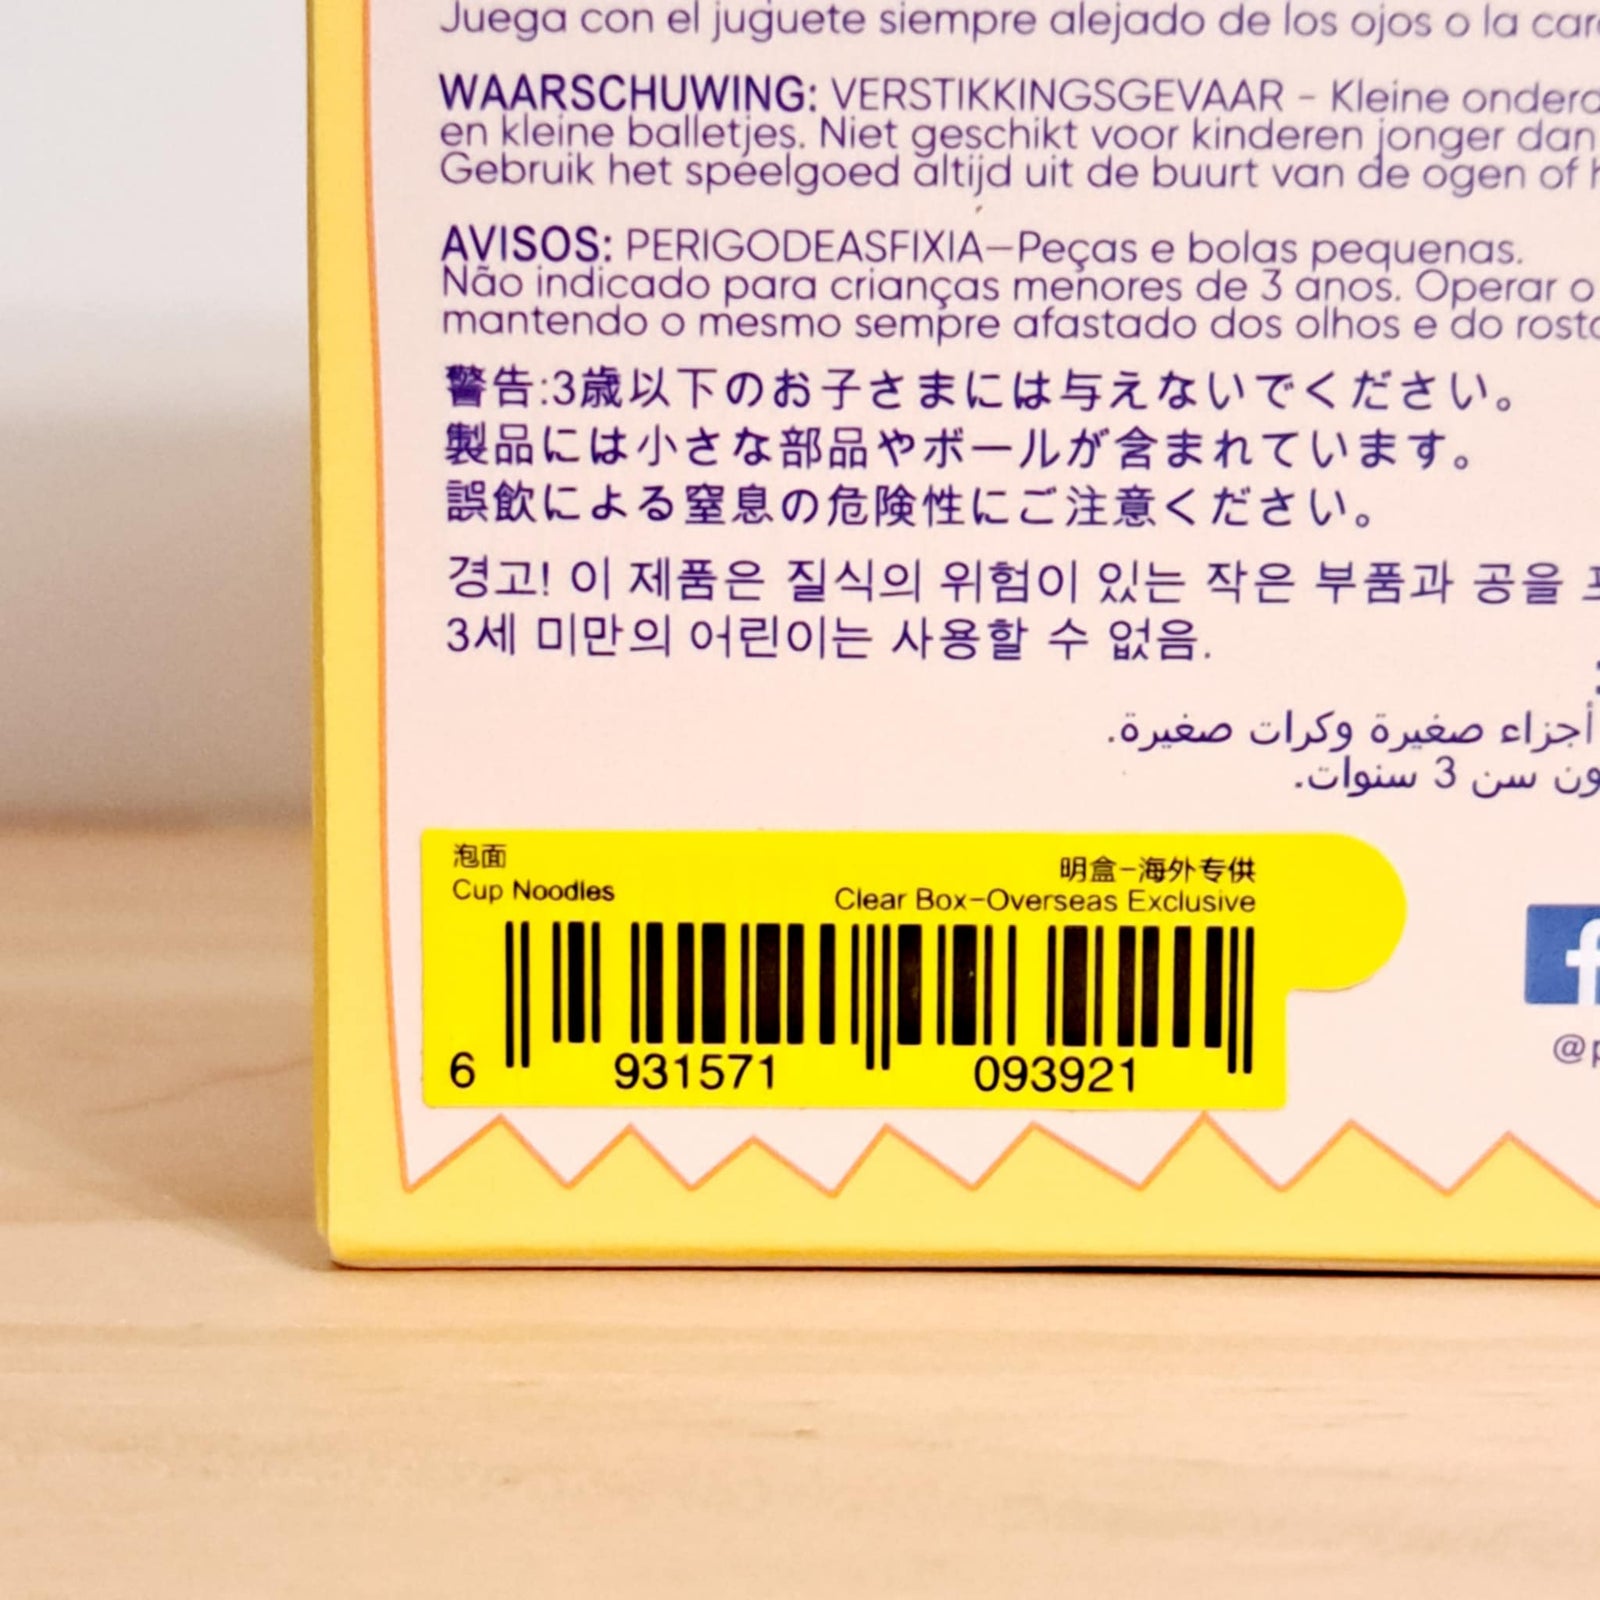 Juega con el juguete siempre alejado de los ojos o la
WAARSCHUWING: VERSTIKKINGSGEVAAR - Kleine
en kleine balletjes. Niet geschikt voor kinderen jonger dan
Gebruik het speelgoed altijd uit de buurt van de ogen of
AVISOS: PERIGODEASFIXIA—Peças e bolas pequenas.
Não indicado para crianças menores de 3 anos. Operar o
mantendo o mesmo sempre afastado dos olhos e do
警告:3歳以下のお子さまには与えないでください。
製品には小さな部品やボールが含まれています。
誤飲による窒息の危険性にご注意ください。
경고! 이 제품은 질식의 위험이 있는 작은 부품과 공을
3세 미만의 어린이는 사용할 수 없음.
أجزاء صغيرة وكرات صغيرة.
سن 3 سنوات.
泡面
Cup Noodles
明盒-海外专供
Clear Box-Overseas Exclusive
6 931571 093921
f